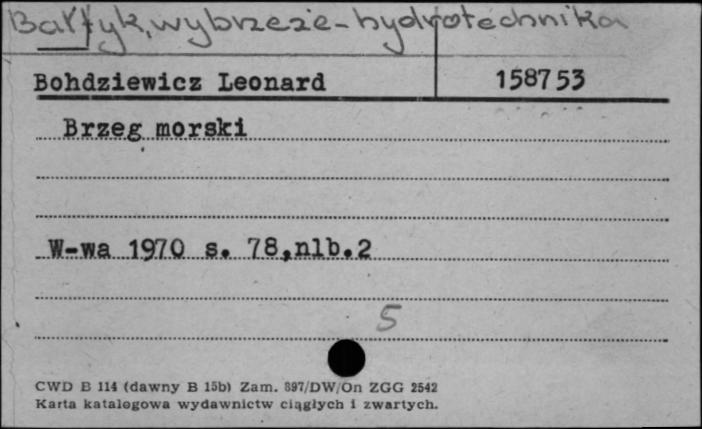 Bałtyk, wybrzeże - hydrotechnika
Bohdziewicz Leonard 158753
Brzeg morski
W-wa 1970 s. 78,nlb.2
5
CWD B 114 (dawny B 15b) Zam. 897/DW/On ZGG 2542
Karta katalogowa wydawnictw ciągłych i zwartych.